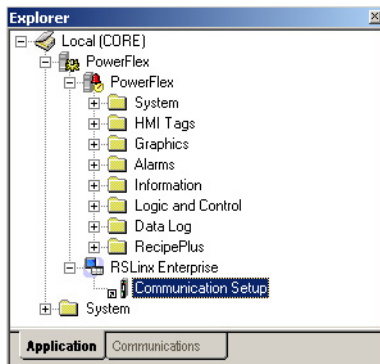 Explorer
Local (CORE)
PowerFlex
PowerFlex
System
HMI Tags
Graphics
Alarms
Information
Logic and Control
Data Log
RecipePlus
RSLinx Enterprise
Communication Setup
System
Application Communications